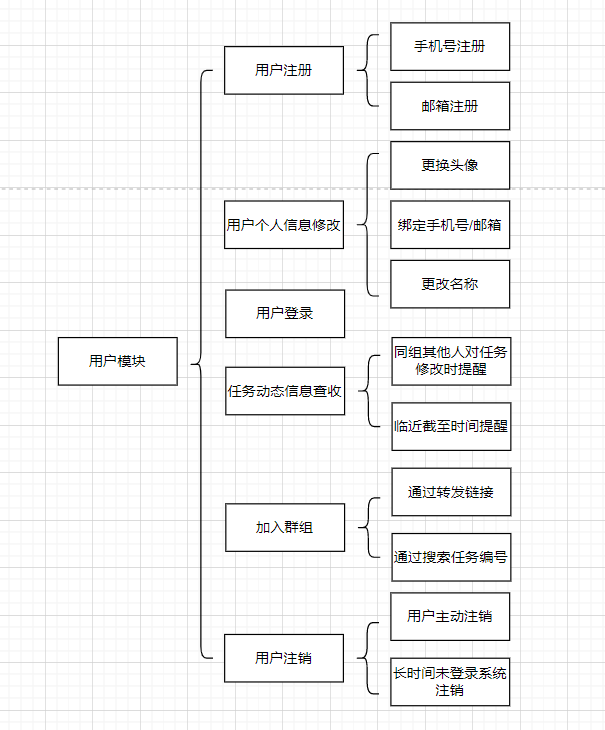 用户模块
用户注册
手机号注册
邮箱注册
用户个人信息修改
更换头像
绑定手机号/邮箱
更改名称
用户登录
任务动态信息查收
同组其他人对任务
修改时提醒
临近截至时间提醒
加入群组
通过转发链接
通过搜索任务编号
用户注销
用户主动注销
长时间未登录系统
注销